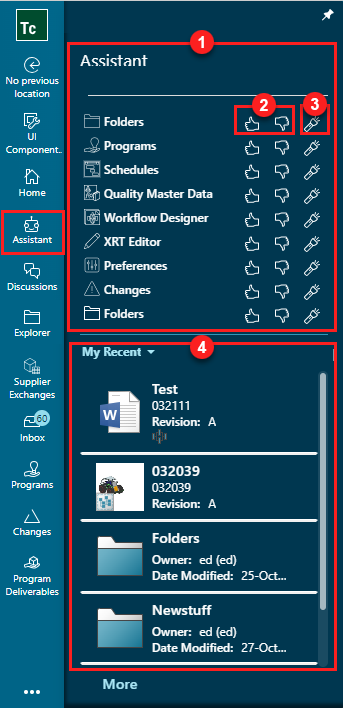 Tc
No previous
location
UI
Component..
Home
Assistant
Discussions
Explorer
Supplier
Exchanges
60
Inbox
Programs
Changes
Program
Deliverables
1
Assistant
2
3
Folders
Programs
Schedules
Quality Master Data
Workflow Designer
XRT Editor
Preferences
Changes
Folders
4
My Recent
W
Test
032111
Revision: A
032039
032039
Revision: A
Folders
Owner: ed (ed)
Date Modified: 25-Oct...
Newstuff
Owner: ed (ed)
Date Modified: 27-Oct...
More